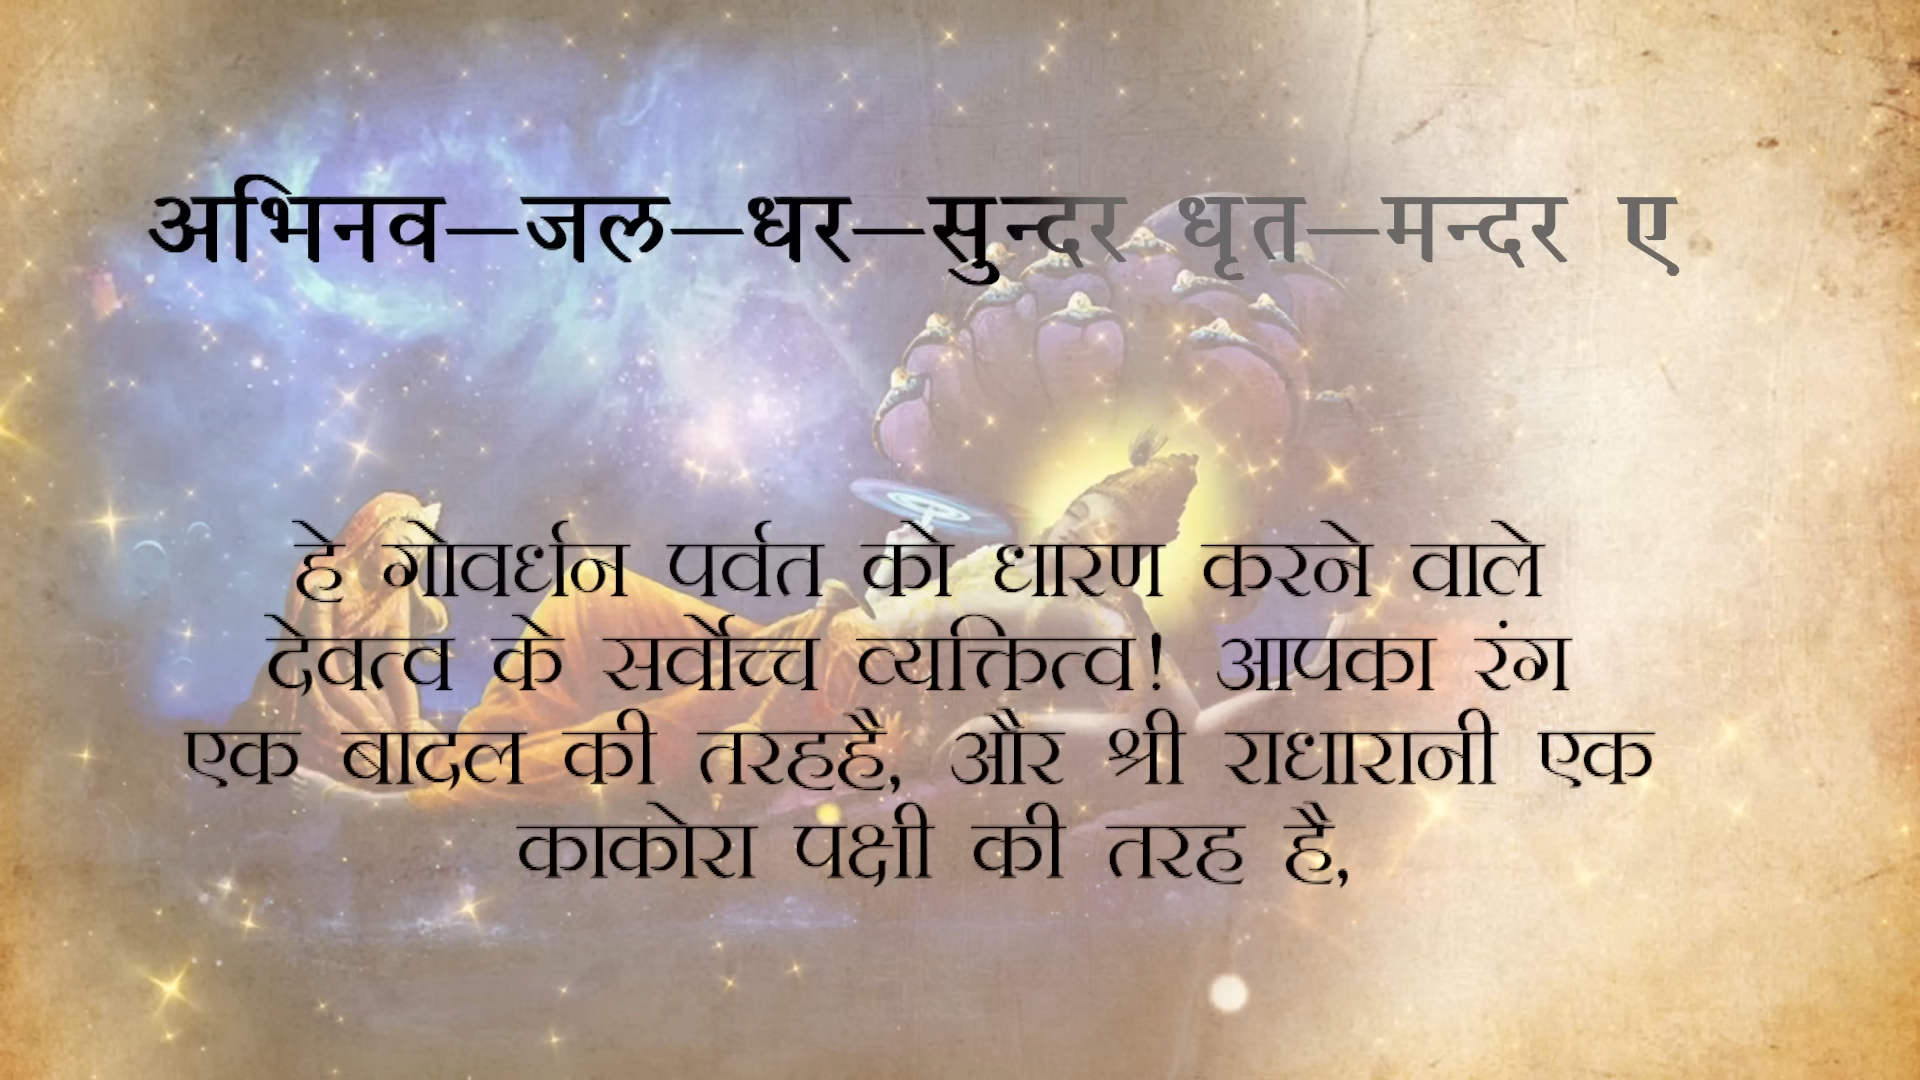 अभिनव–जल–धर–सुन्दर धृत–मन्दर ए
हे गोवर्धन पर्वत को धारण करने वाले
देवत्व के सर्वोच्च व्यक्तित्व! आपका रंग
एक बादल की तरहहै, और श्री राधारानी एक
काकोरा पक्षी की तरह है,